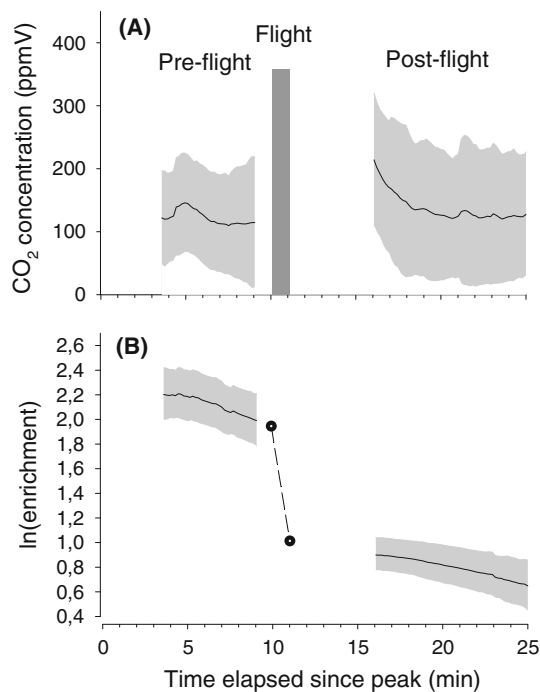 (A)
Flight
Pre-flight
Post-flight
CO2 concentration (ppmV)
400
300
200
100
0
(B)
ln(enrichment)
2,6
2,4
2,2
2,0
1,8
1,6
1,4
1,2
1,0
0,8
0,6
0,4
0 5 10 15 20 25
Time elapsed since peak (min)